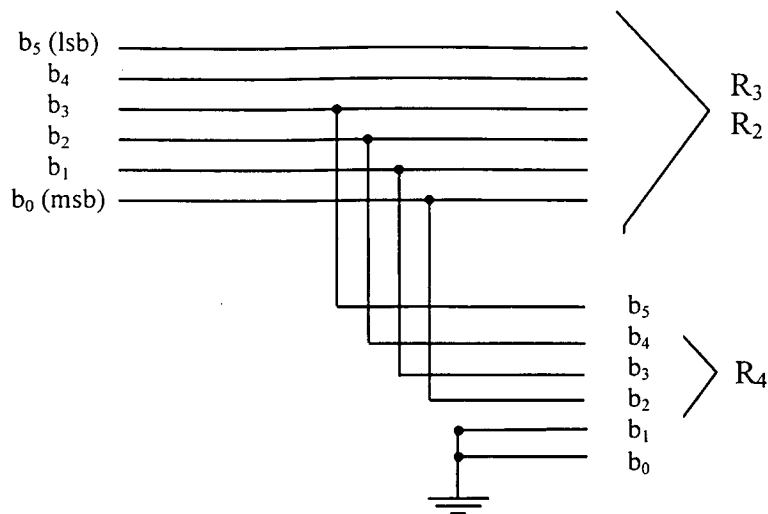 b₅ (lsb)
b₄
b₃
b₂
b₁
b₀ (msb)
R₃
R₂
b₅
b₄
b₃
b₂
b₁
b₀
R₄